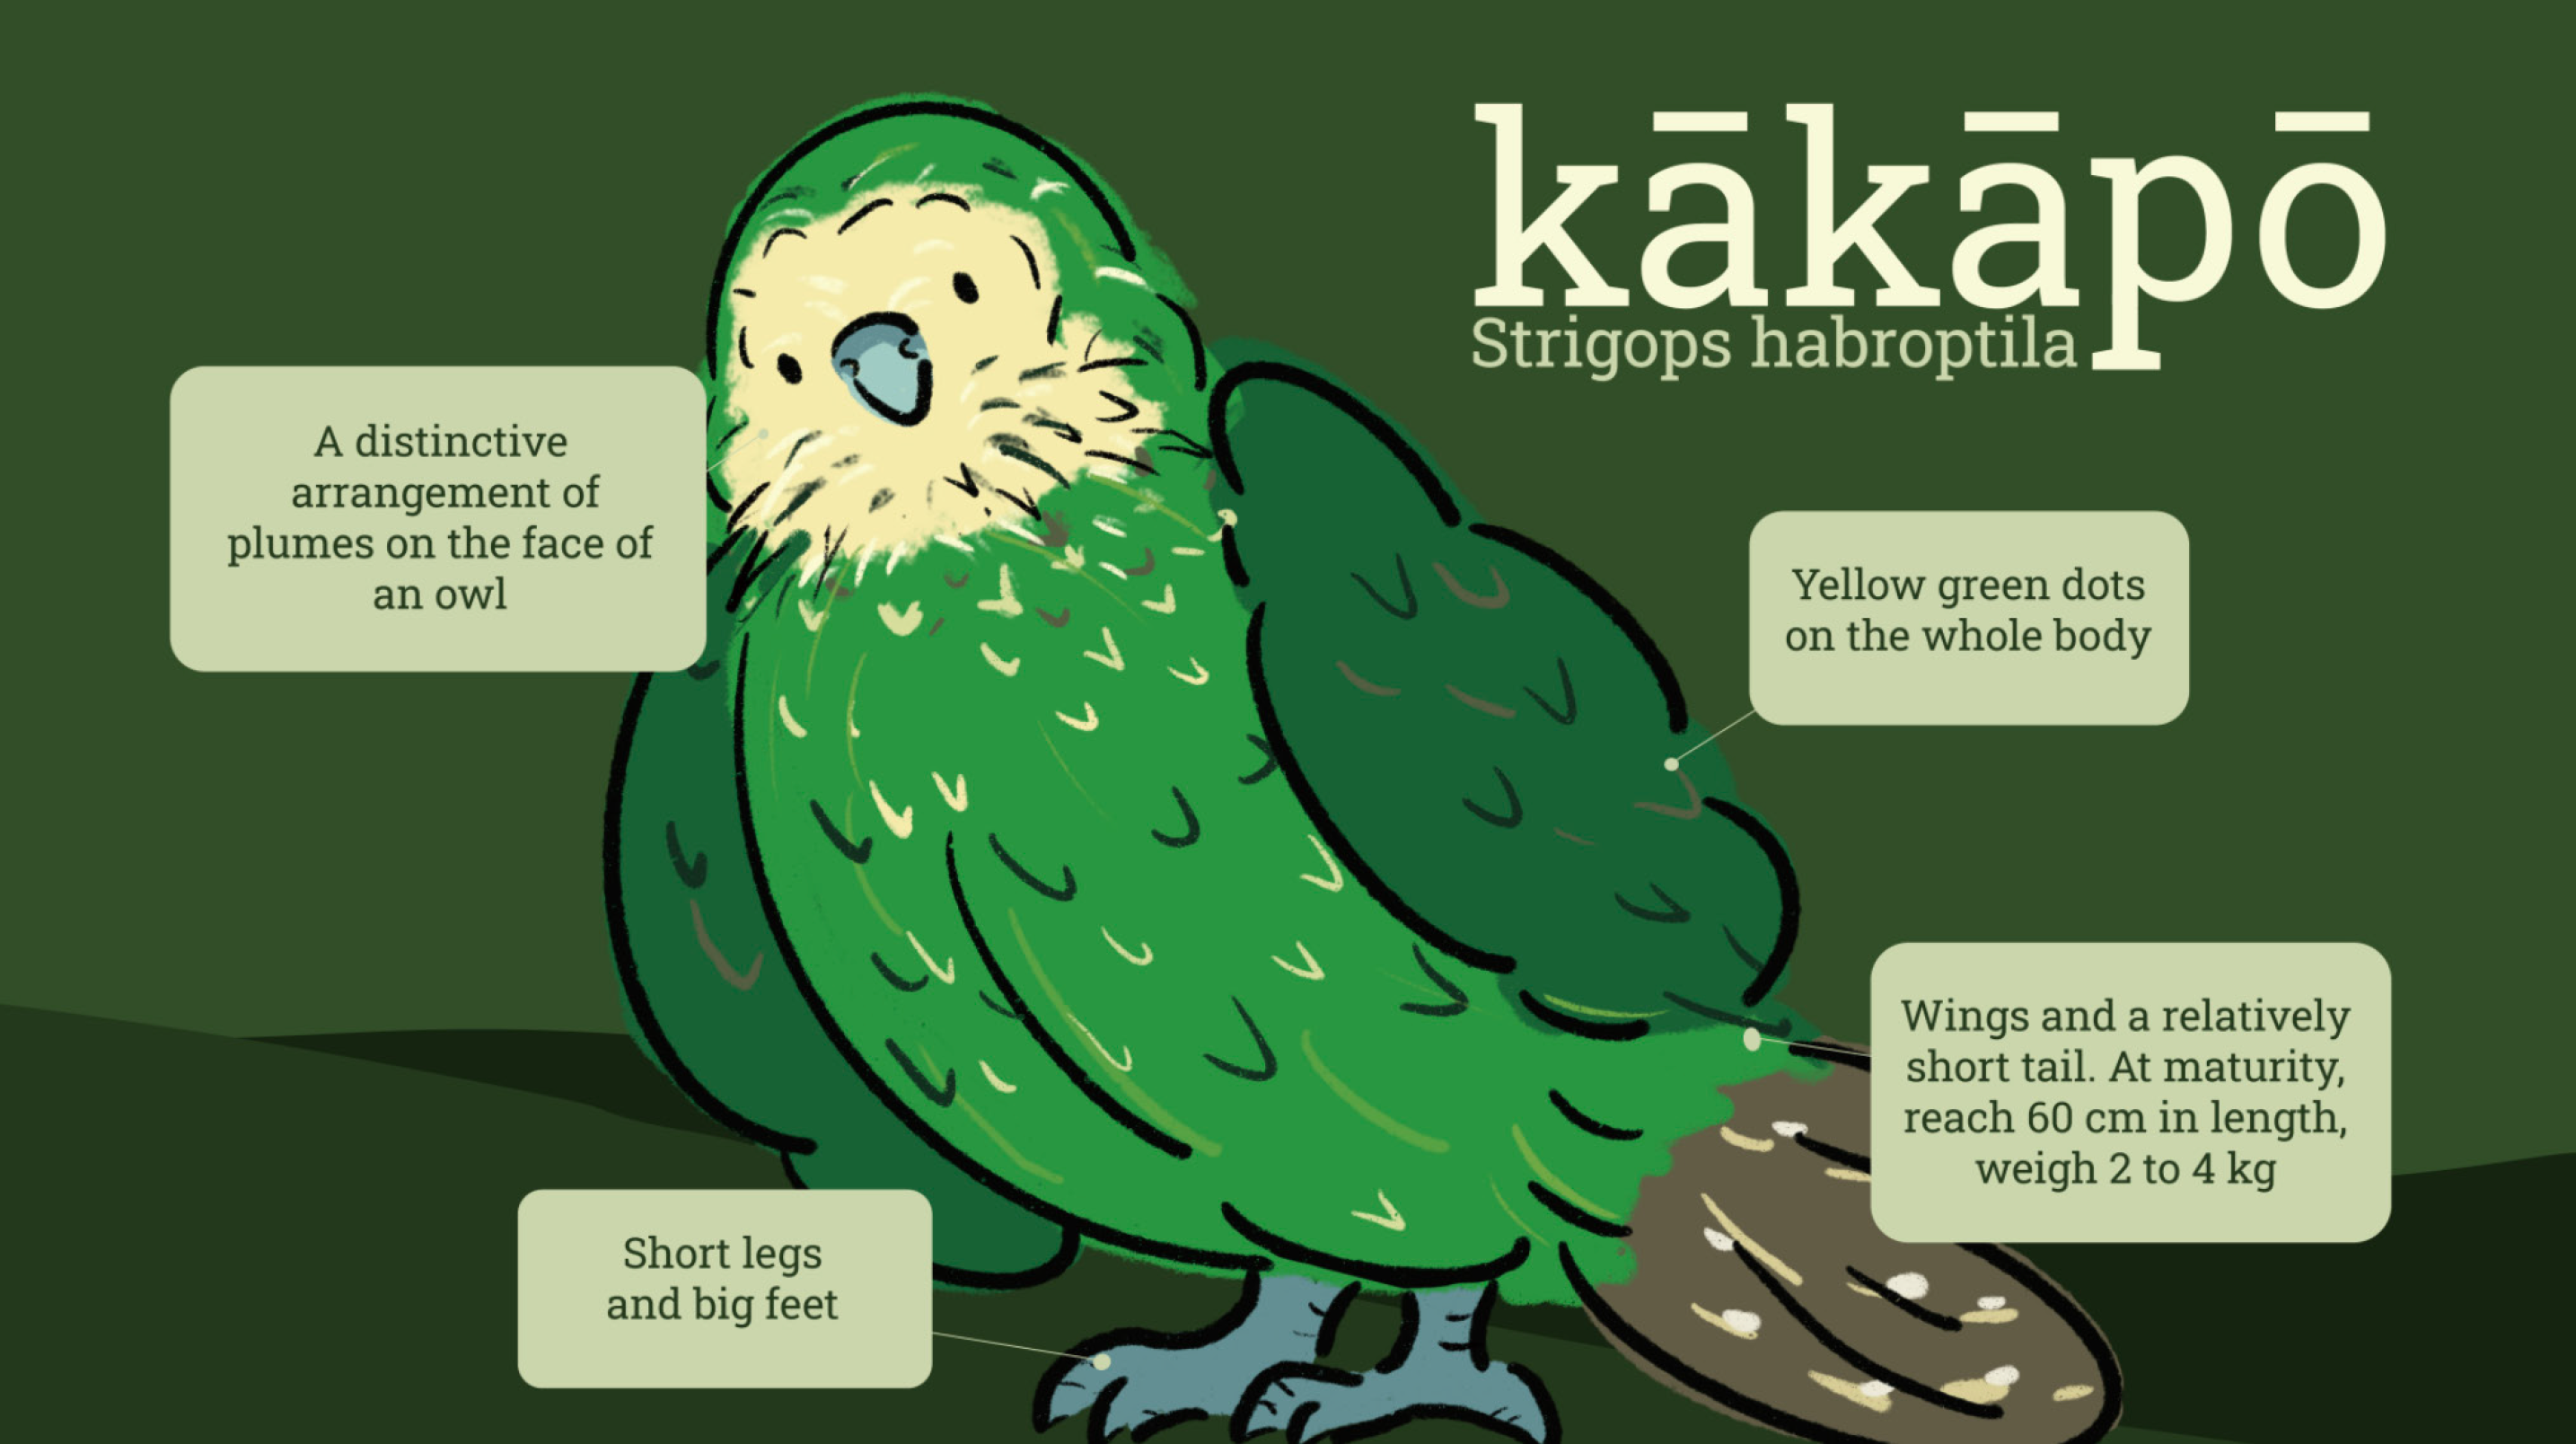 kākāpō
Strigops habroptila
A distinctive
arrangement of
plumes on the face of
an owl
Yellow green dots
on the whole body
Wings and a relatively
short tail. At maturity,
reach 60 cm in length,
weigh 2 to 4 kg
Short legs
and big feet